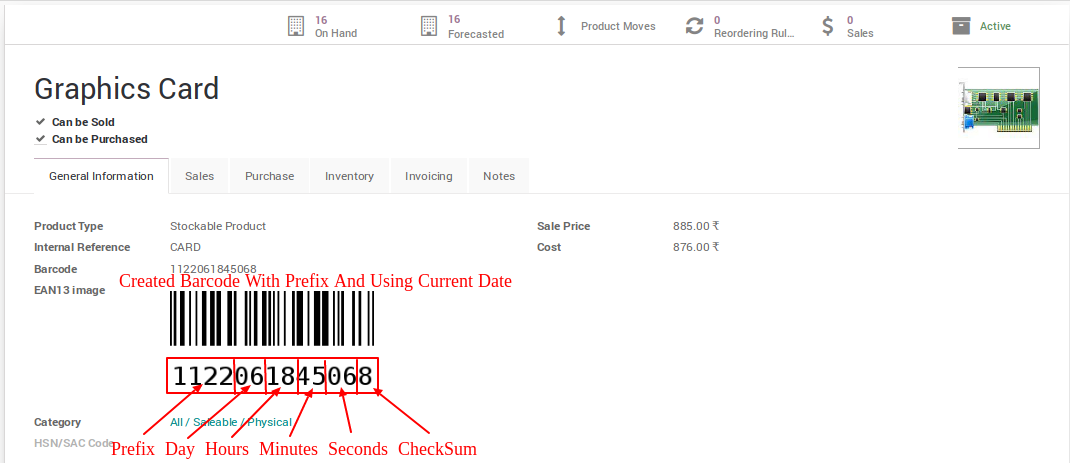 16 On Hand
16 Forecasted
Product Moves
0 Reordering Rul...
0 Sales
Active
Graphics Card
Can be Sold
Can be Purchased
General Information Sales Purchase Inventory Invoicing Notes
Product Type Stockable Product
Sale Price 885.00 ₹
Internal Reference CARD
Cost 876.00 ₹
Barcode 1122061845068
Created Barcode With Prefix And Using Current Date
EAN13 image
1122061845068
Category All / Saleable / Physical
HSN/SAC Code
Prefix Day Hours Minutes Seconds CheckSum